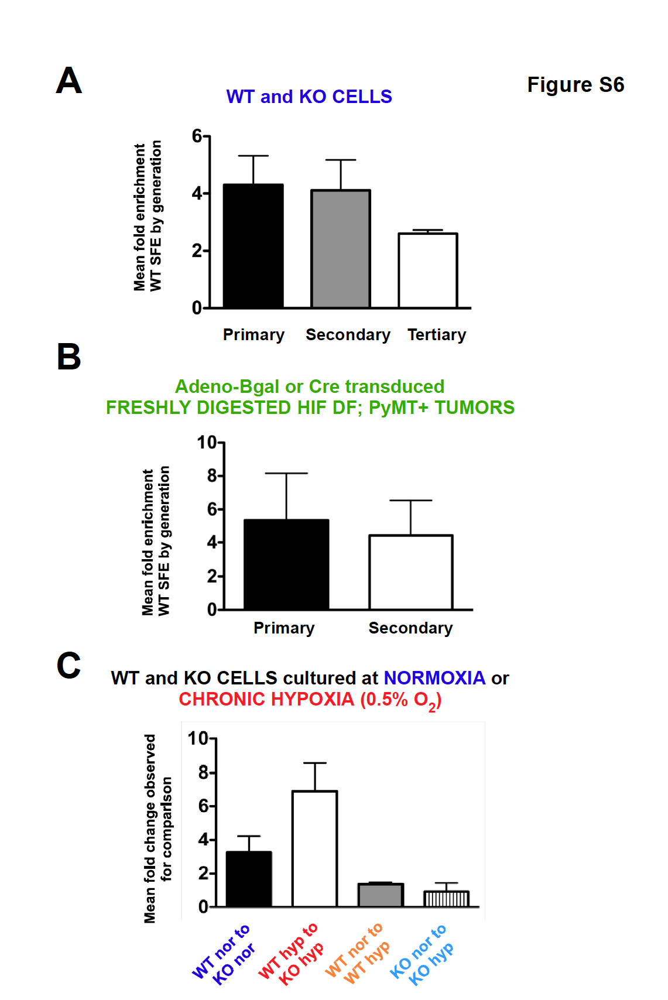 A
Figure S6
WT and KO CELLS
Mean fold enrichment
WT SFE by generation
6
4
2
0
Primary
Secondary
Tertiary
B
Adeno-Bgal or Cre transduced
FRESHLY DIGESTED HIF DF; PyMT+ TUMORS
Mean fold enrichment
WT SFE by generation
10
8
6
4
2
0
Primary
Secondary
C
WT and KO CELLS cultured at NORMOXIA or
CHRONIC HYPOXIA (0.5% O2)
Mean fold change observed
for comparison
10
8
6
4
2
0
WT nor to
KO nor
WT hyp to
KO hyp
WT nor to
WT hyp
KO nor to
KO hyp